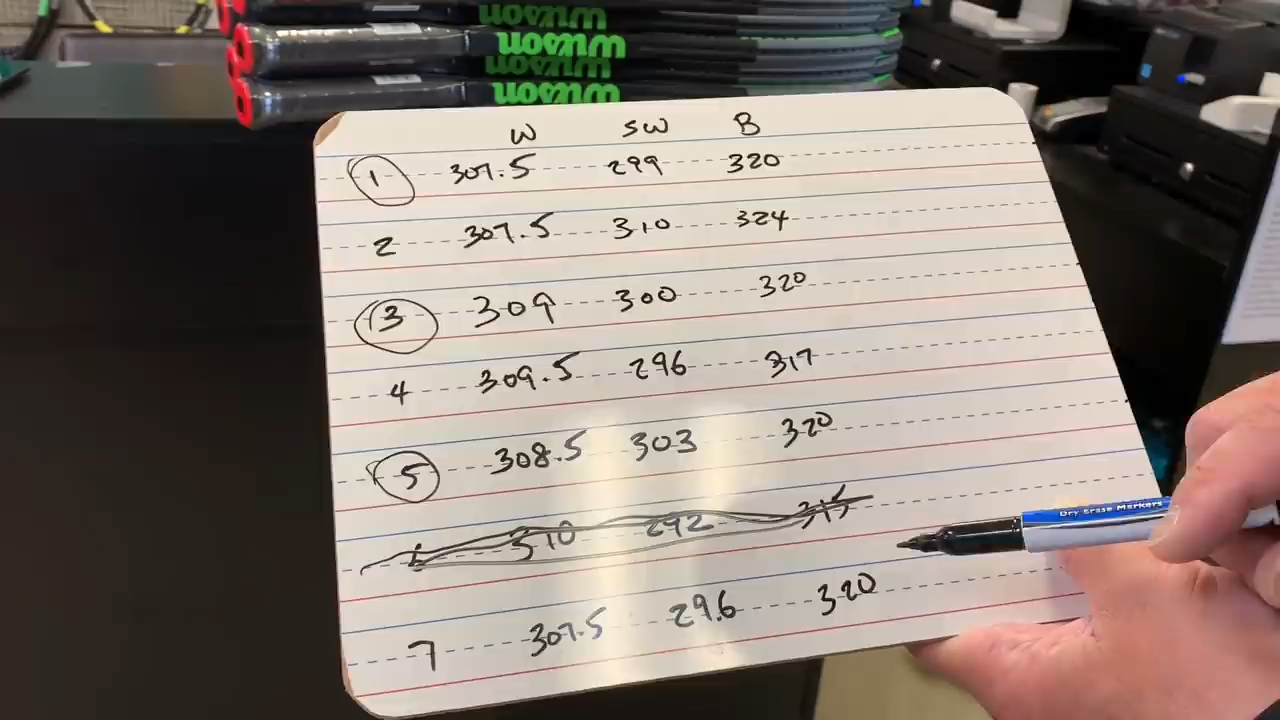 wilson
wilson
wilson
wilson
W SW B
1 307.5 299 320
2 307.5 310 324
3 309 300 320
4 309.5 296 317
5 308.5 303 320
310 292 315
7 307.5 296 320
Dry Erase Markers